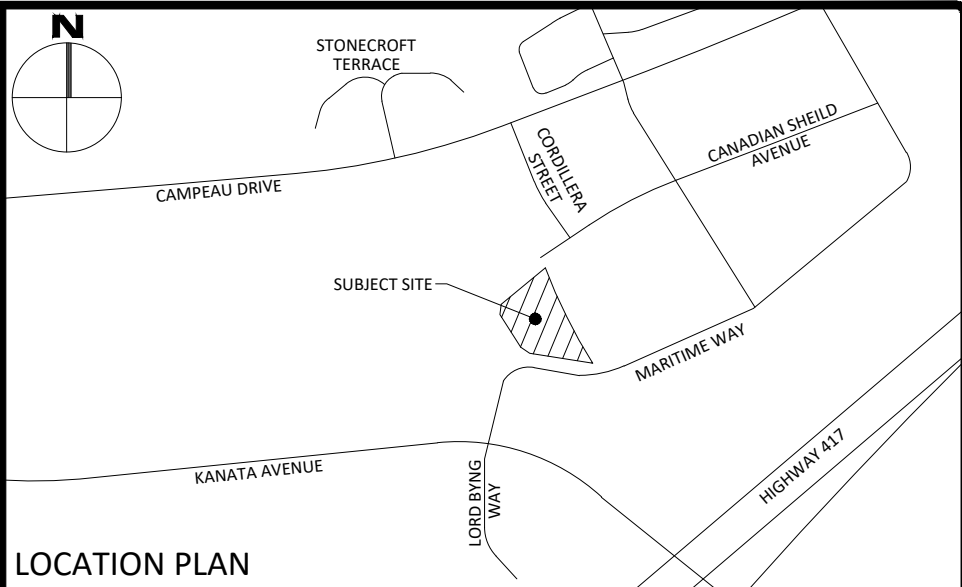 N
STONECROFT
TERRACE
CORDILLERA
STREET
CANADIAN SHEILD
AVENUE
CAMPEAU DRIVE
SUBJECT SITE
MARITIME WAY
HIGHWAY 417
KANATA AVENUE
LORD BYNG
WAY
LOCATION PLAN